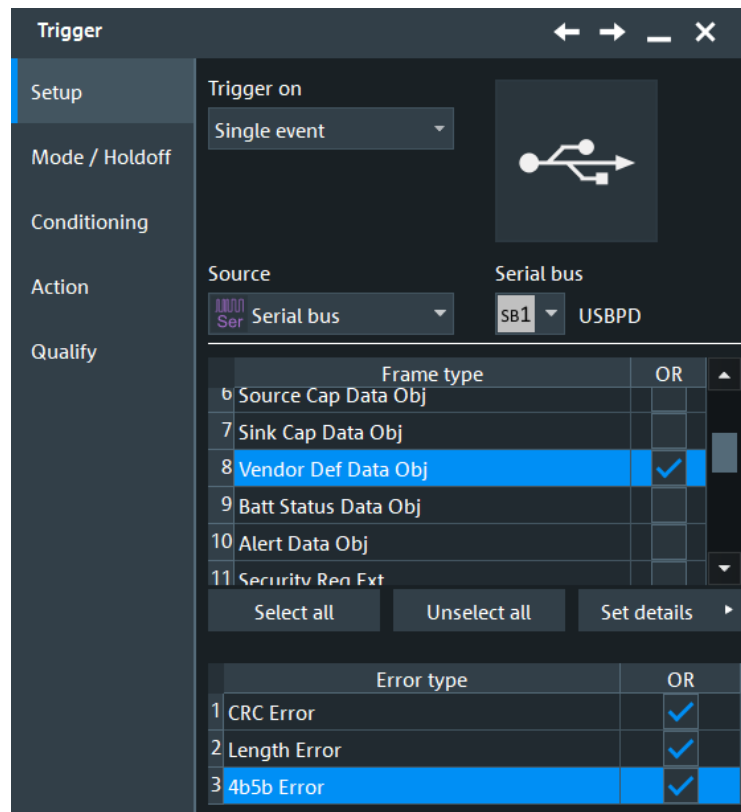 Trigger
Setup
Mode / Holdoff
Conditioning
Action
Qualify
Trigger on
Single event
Source
Serial bus
Ser Serial bus
SB1 USBPD
Frame type OR
6 Source Cap Data Obj
7 Sink Cap Data Obj
8 Vendor Def Data Obj
9 Batt Status Data Obj
10 Alert Data Obj
11 Security Req Ext
Select all Unselect all Set details
Error type OR
1 CRC Error
2 Length Error
3 4b5b Error